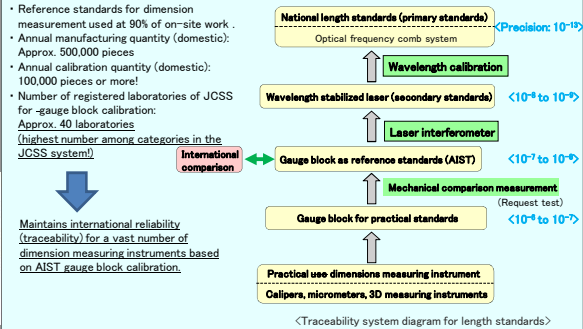 ・ Reference standards for dimension
measurement used at 90% of on-site work .
・ Annual manufacturing quantity (domestic):
Approx. 500,000 pieces
・ Annual calibration quantity (domestic):
100,000 pieces or more!
・ Number of registered laboratories of JCSS
for -gauge block calibration:
Approx. 40 laboratories
(highest number among categories in the
JCSS system!)
Maintains international reliability
(traceability) for a vast number of
dimension measuring instruments based
on AIST gauge block calibration.
National length standards (primary standards)
Optical frequency comb system
<Precision: 10⁻¹³>
Wavelength calibration
Wavelength stabilized laser (secondary standards)
<10⁻⁸ to 10⁻⁹>
Laser interferometer
International
comparison
Gauge block as reference standards (AIST)
<10⁻⁷ to 10⁻⁸>
Mechanical comparison measurement
(Request test)
Gauge block for practical standards
<10⁻⁶ to 10⁻⁷>
Practical use dimensions measuring instrument
Calipers, micrometers, 3D measuring instruments
<Traceability system diagram for length standards>